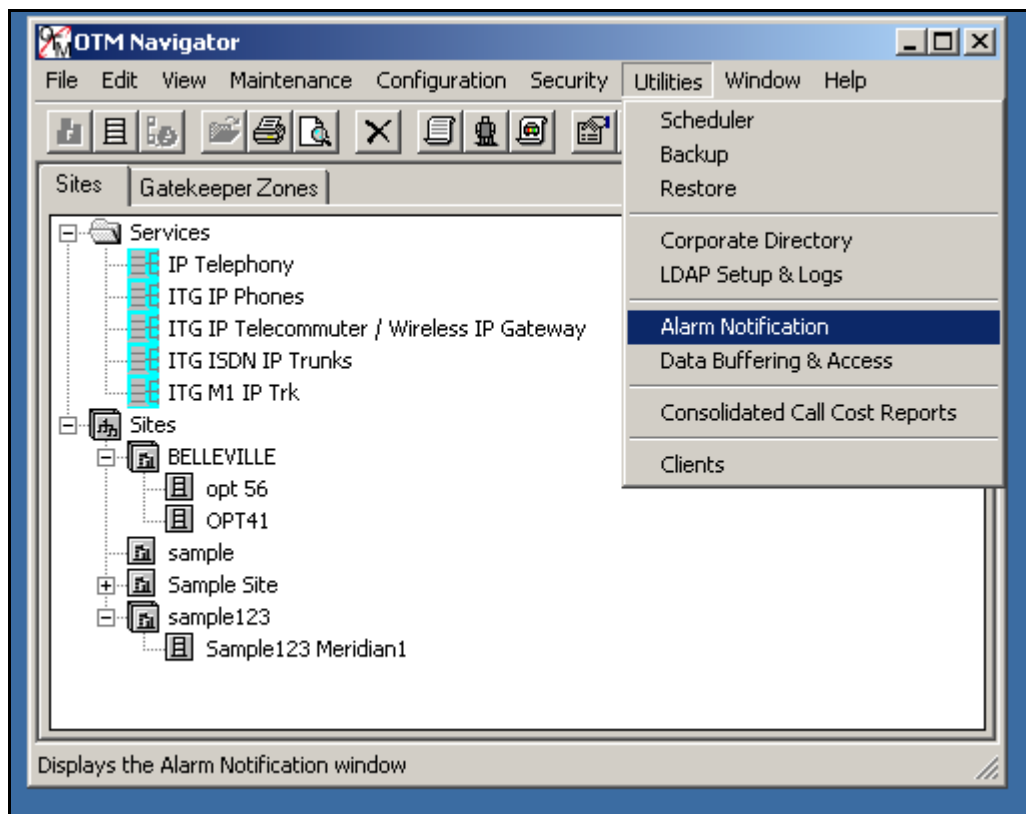 OTM Navigator
File Edit View Maintenance Configuration Security Utilities Window Help
Scheduler
Backup
Restore
Corporate Directory
LDAP Setup & Logs
Alarm Notification
Data Buffering & Access
Consolidated Call Cost Reports
Clients
Sites Gatekeeper Zones
Services
IP Telephony
ITG IP Phones
ITG IP Telecommuter / Wireless IP Gateway
ITG ISDN IP Trunks
ITG M1 IP Trk
Sites
BELLEVILLE
opt 56
OPT41
sample
Sample Site
sample123
Sample123 Meridian1
Displays the Alarm Notification window